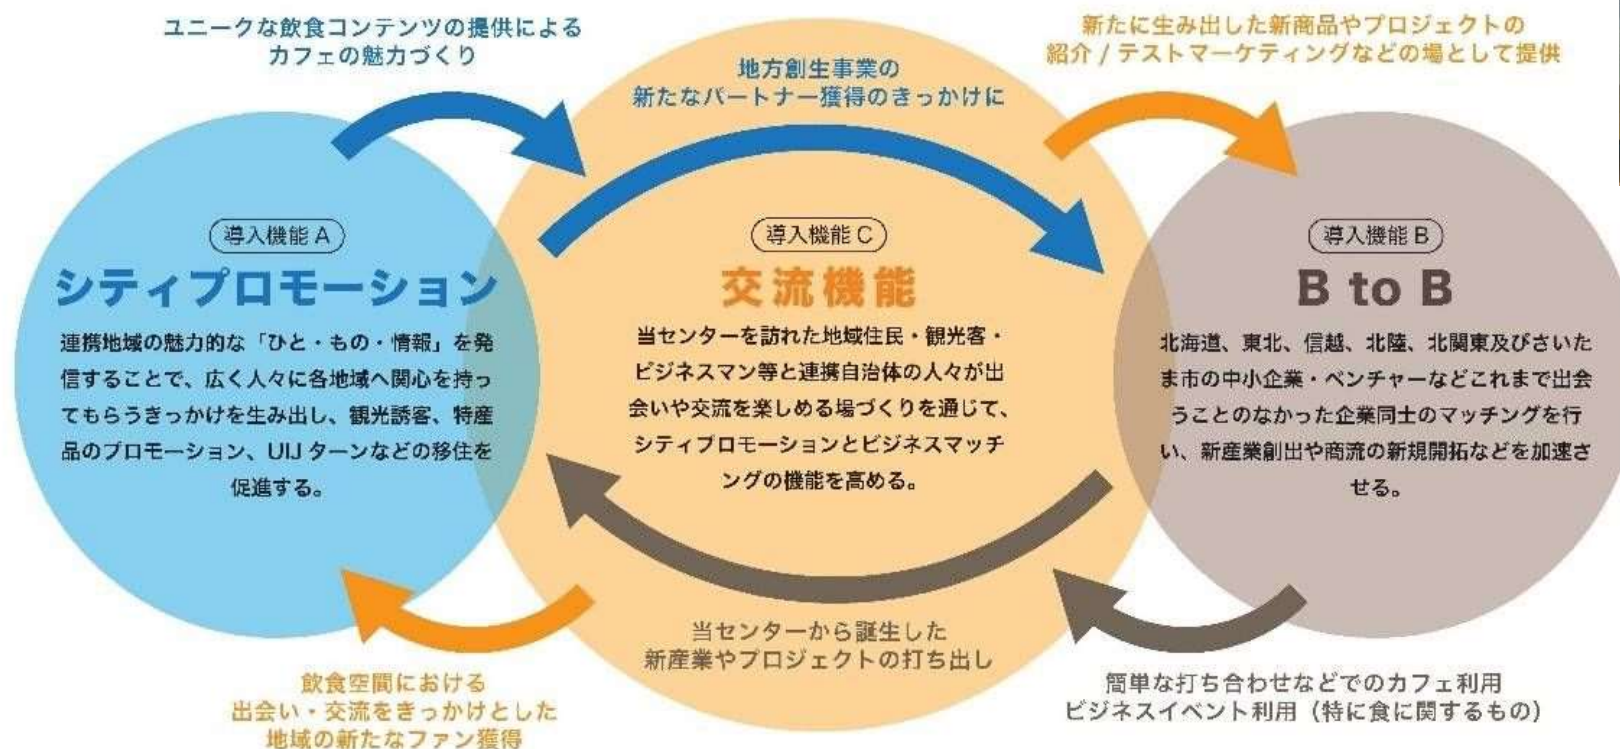 ユニークな飲食コンテンツの提供による
カフェの魅力づくり
地方創生事業の
新たなパートナー獲得のきっかけに
新たに生み出した新商品やプロジェクトの
紹介 / テストマーケティングなどの場として提供
導入機能 A
シティプロモーション
連携地域の魅力的な「ひと・もの・情報」を発
信することで、広く人々に各地域へ関心を持っ
てもらうきっかけを生み出し、観光誘客、特産
品のプロモーション、UIJ ターンなどの移住を
促進する。
導入機能 C
交流機能
当センターを訪れた地域住民・観光客・
ビジネスマン等と連携自治体の人々が出
会いや交流を楽しめる場づくりを通じて、
シティプロモーションとビジネスマッチ
ングの機能を高める。
導入機能 B
B to B
北海道、東北、信越、北陸、北関東及びさいた
ま市の中小企業・ベンチャーなどこれまで出会
うことのなかった企業同士のマッチングを行
い、新産業創出や商流の新規開拓などを加速さ
せる。
飲食空間における
出会い・交流をきっかけとした
地域の新たなファン獲得
当センターから誕生した
新産業やプロジェクトの打ち出し
簡単な打ち合わせなどでのカフェ利用
ビジネスイベント利用（特に食に関するもの）